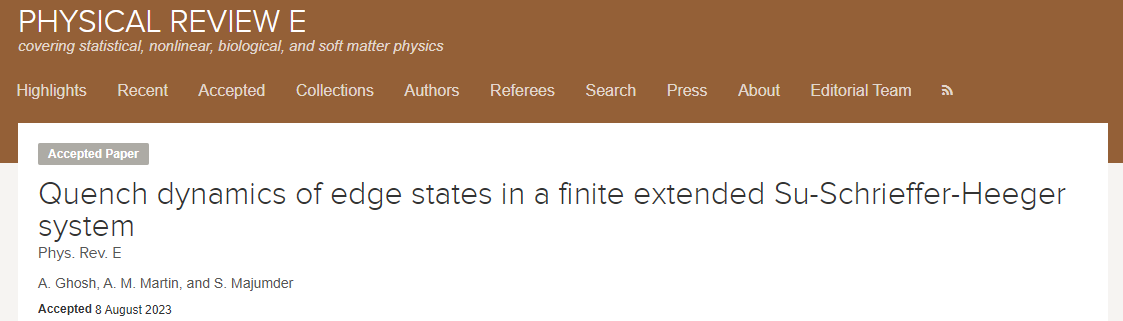 PHYSICAL REVIEW E
covering statistical, nonlinear, biological, and soft matter physics
Highlights Recent Accepted Collections Authors Referees Search Press About Editorial Team
Accepted Paper
Quench dynamics of edge states in a finite extended Su-Schrieffer-Heeger
system
Phys. Rev. E
A. Ghosh, A. M. Martin, and S. Majumder
Accepted 8 August 2023